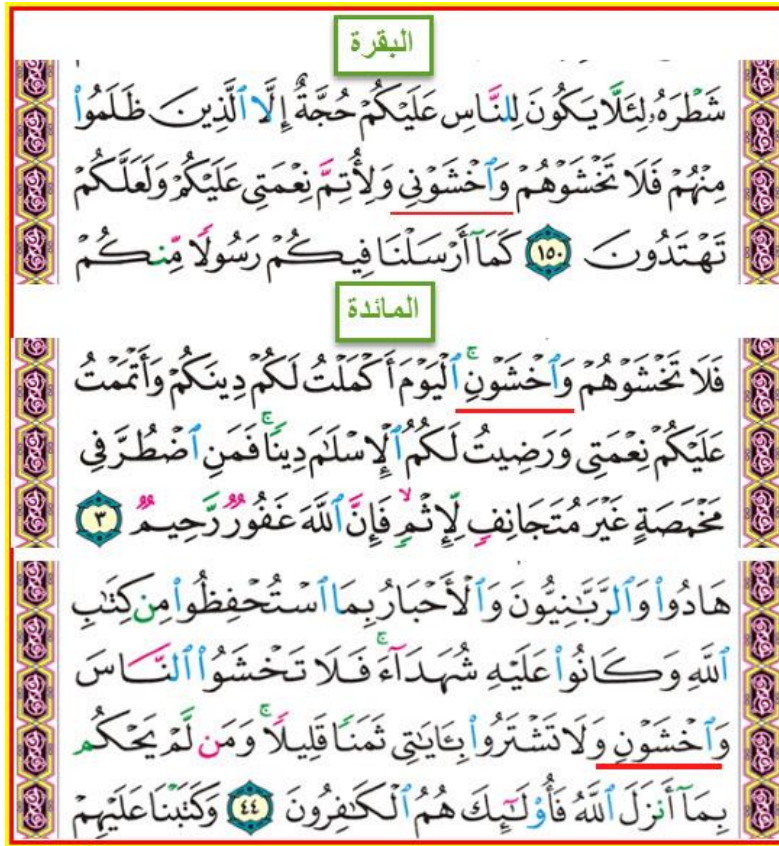 البقرة
شَطْرَهُۥ لِئَلَّا يَكُونَ لِلنَّاسِ عَلَيْكُمْ حُجَّةٌ إِلَّا ٱلَّذِينَ ظَلَمُوا۟
مِنْهُمْ فَلَا تَخْشَوْهُمْ وَٱخْشَوْنِى وَلِأُتِمَّ نِعْمَتِى عَلَيْكُمْ وَلَعَلَّكُمْ
تَهْتَدُونَ ١٥٠ كَمَآ أَرْسَلْنَا فِيكُمْ رَسُولًا مِّنكُمْ
المائدة
فَلَا تَخْشَوْهُمْ وَٱخْشَوْنِ ۚ ٱلْيَوْمَ أَكْمَلْتُ لَكُمْ دِينَكُمْ وَأَتْمَمْتُ
عَلَيْكُمْ نِعْمَتِى وَرَضِيتُ لَكُمُ ٱلْإِسْلَٰمَ دِينًا ۚ فَمَنِ ٱضْطُرَّ فِى
مَخْمَصَةٍ غَيْرَ مُتَجَانِفٍ لِّإِثْمٍ ۙ فَإِنَّ ٱللَّهَ غَفُورٌ رَّحِيمٌ ٣
هَادُوا۟ وَٱلرَّبَّٰنِيُّونَ وَٱلْأَحْبَارُ بِمَا ٱسْتُحْفِظُوا۟ مِن كِتَٰبِ
ٱللَّهِ وَكَانُوا۟ عَلَيْهِ شُهَدَآءَ ۚ فَلَا تَخْشَوُا۟ ٱلنَّاسَ
وَٱخْشَوْنِ وَلَا تَشْتَرُوا۟ بِـَٔايَٰتِى ثَمَنًا قَلِيلًا ۚ وَمَن لَّمْ يَحْكُم
بِمَآ أَنزَلَ ٱللَّهُ فَأُو۟لَٰٓئِكَ هُمُ ٱلْكَٰفِرُونَ ٤٤ وَكَتَبْنَا عَلَيْهِمْ